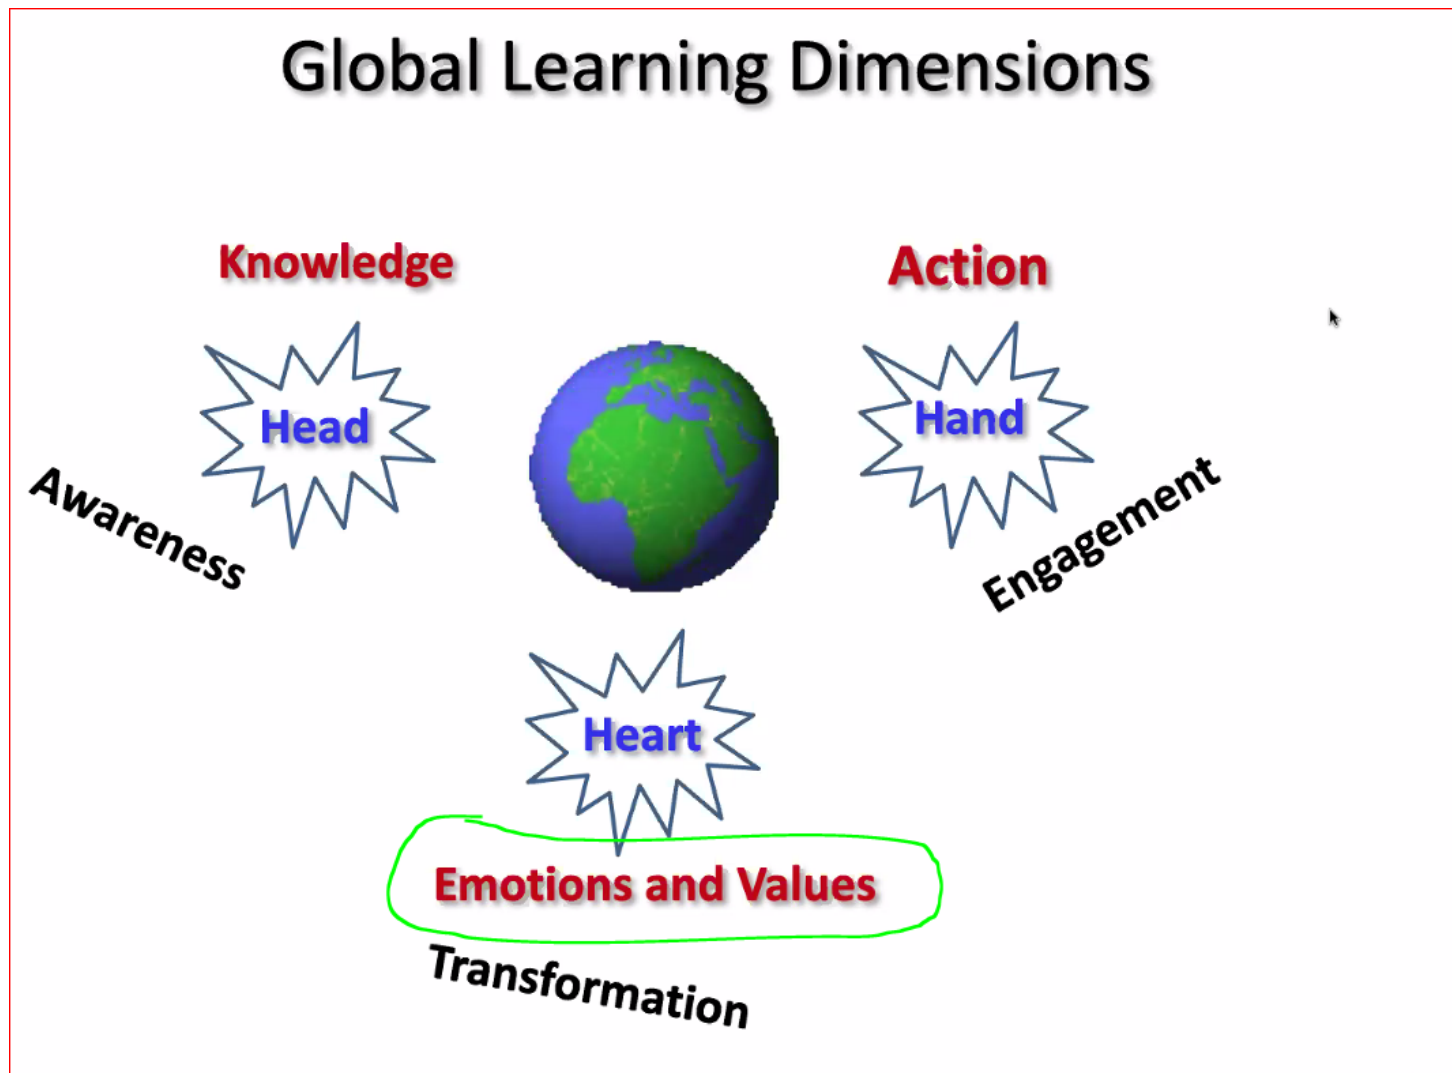 Global Learning Dimensions
Knowledge
Action
Head
Hand
Awareness
Engagement
Heart
Emotions and Values
Transformation